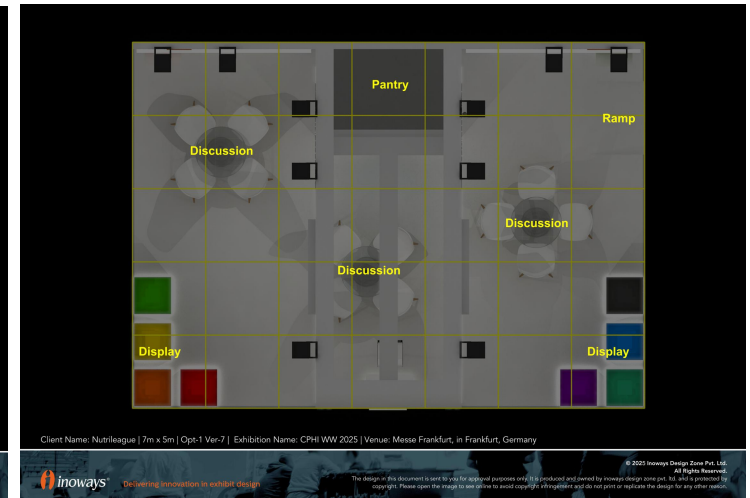 Pantry
Ramp
Discussion
Discussion
Discussion
Display
Display
Client Name: Nutrileague | 7m x 5m | Opt-1 Ver-7 | Exhibition Name: CPHI WW 2025 | Venue: Messe Frankfurt, in Frankfurt, Germany
© 2025 Inoways Design Zone Pvt. Ltd.
All Rights Reserved.
inoways® Delivering innovation in exhibit design
The design in this document is sent to you for approval purposes only. It is produced and owned by inoways design zone pvt. ltd. and is protected by
copyright. Please open the image to see online to avoid copyright infringement and do not print or replicate the design for any other reason.